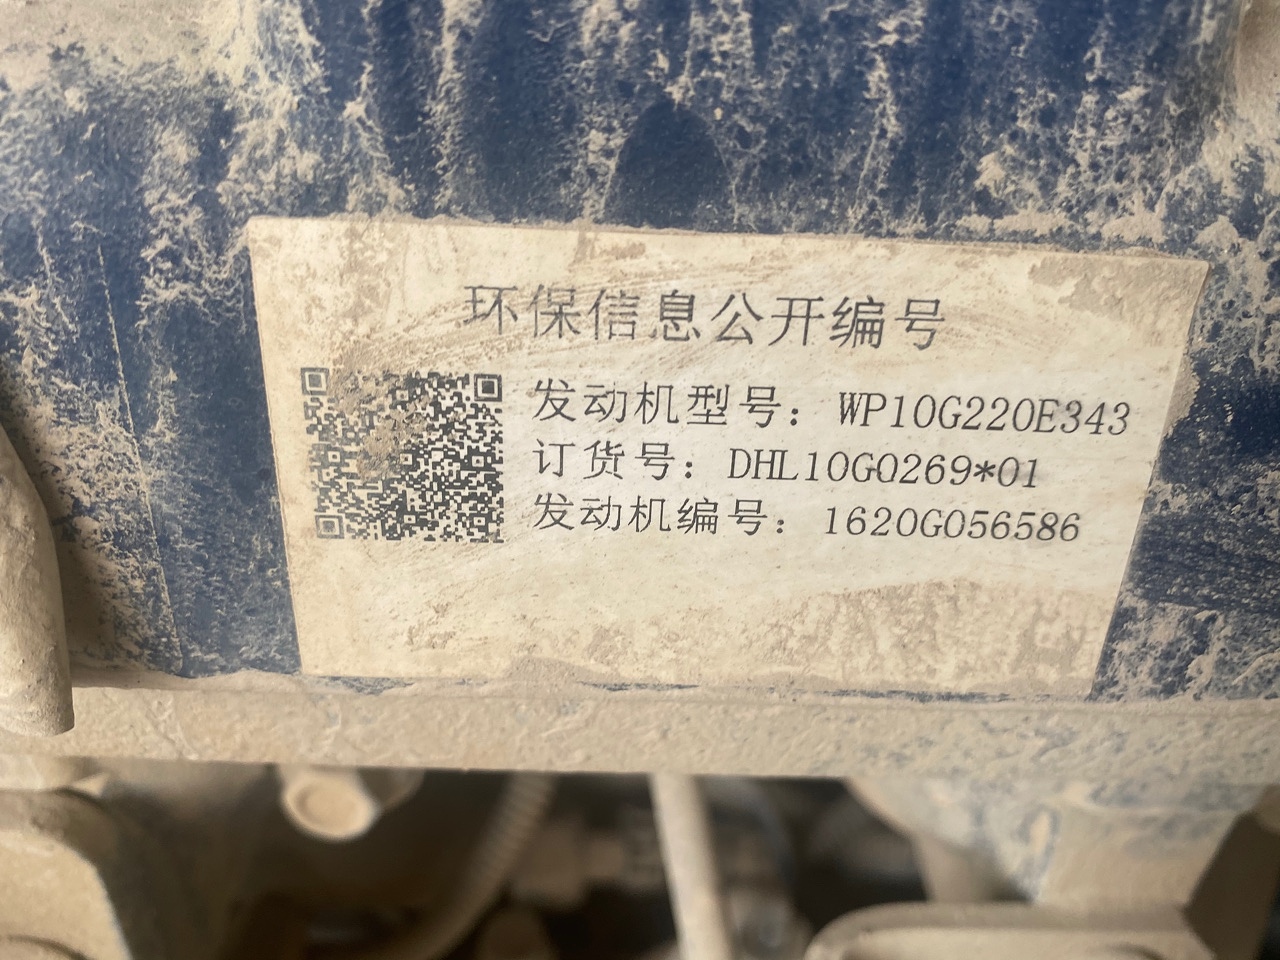 环保信息公开编号
发动机型号：WP10G220E343
订货号：DHL10G0269*01
发动机编号：1620G056586